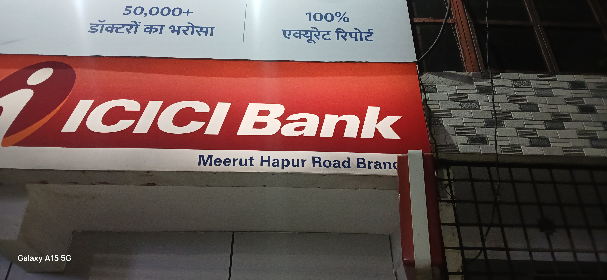 50,000+
डॉक्टरों का भरोसा
100%
एक्यूरेट रिपोर्ट
ICICI Bank
Meerut Hapur Road Branc
Galaxy A15 5G